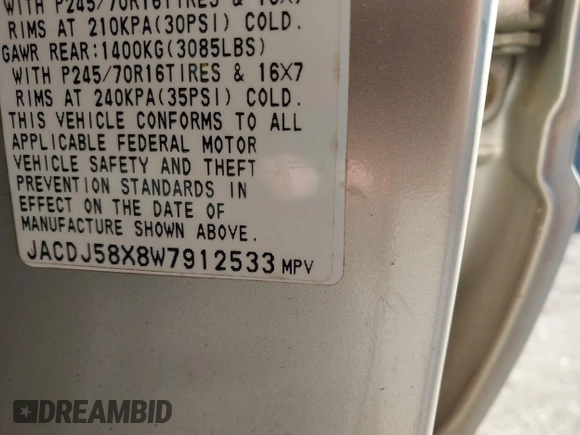 WITH P245/70R16TIRES & 16X7
RIMS AT 210KPA(30PSI) COLD.
GAWR REAR:1400KG(3085LBS)
WITH P245/70R16TIRES & 16X7
RIMS AT 240KPA(35PSI) COLD.
THIS VEHICLE CONFORMS TO ALL
APPLICABLE FEDERAL MOTOR
VEHICLE SAFETY AND THEFT
PREVENTION STANDARDS IN
EFFECT ON THE DATE OF
MANUFACTURE SHOWN ABOVE.
JACDJ58X8W7912533 MPV
DREAMBID